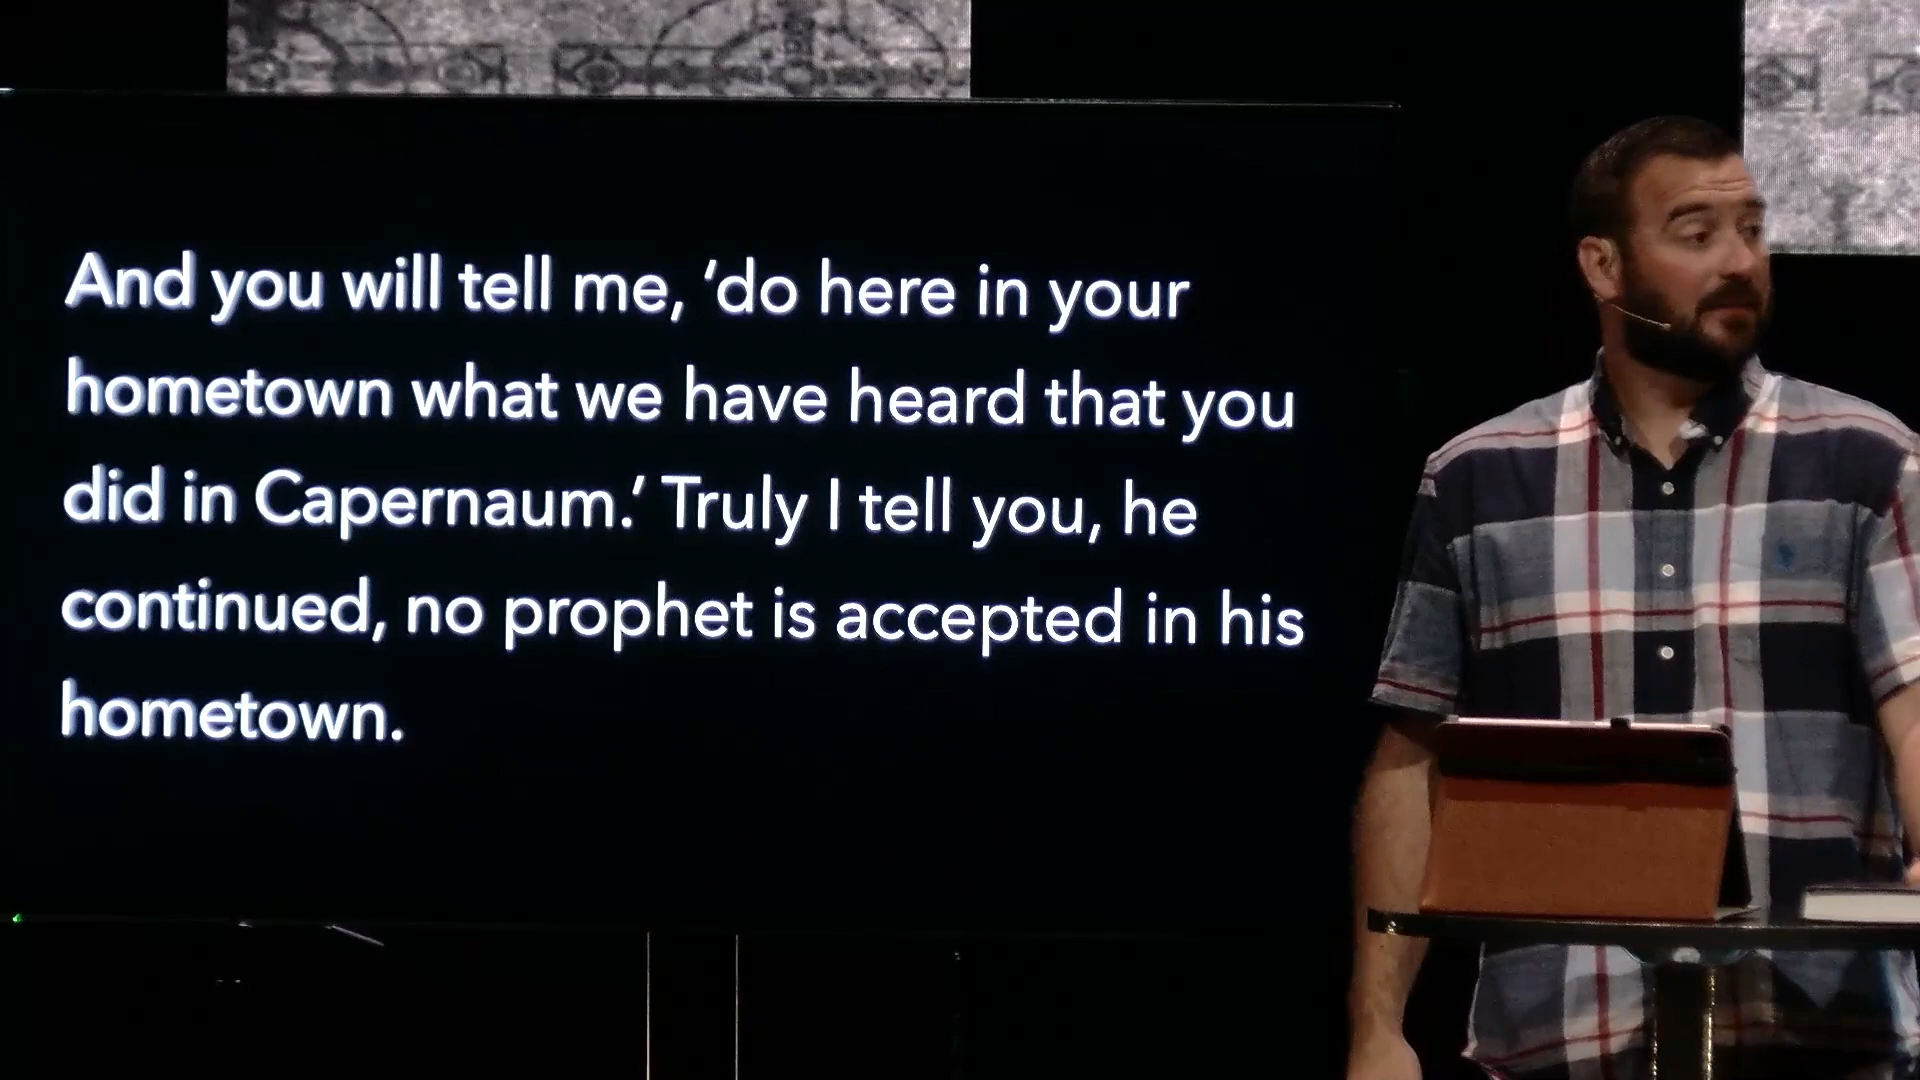 And you will tell me, ‘do here in your
hometown what we have heard that you
did in Capernaum.’ Truly I tell you, he
continued, no prophet is accepted in his
hometown.